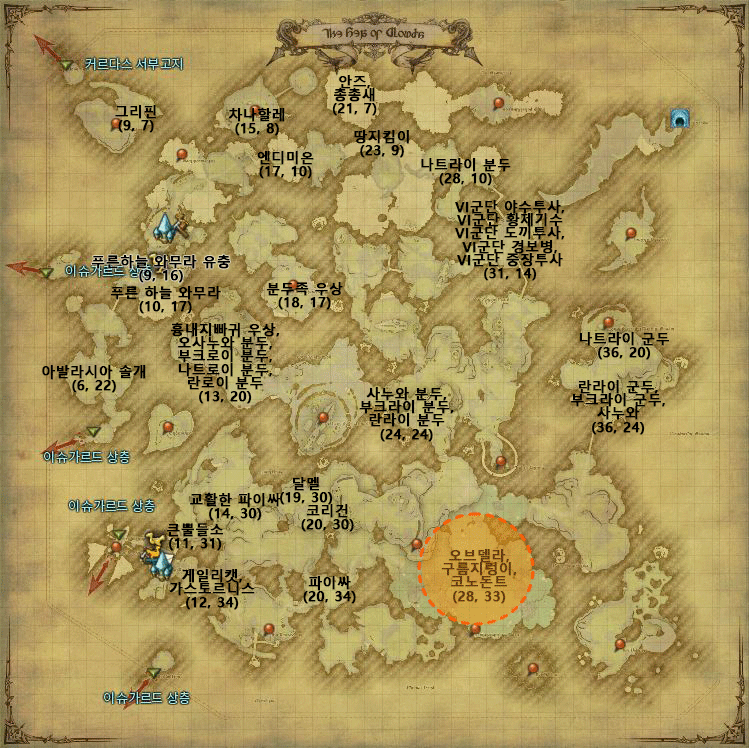 커르다스 서부고지
안즈,
총총새
(21, 7)
그리핀
(9, 7)
차나할레
(15, 8)
땅지킴이
(23, 9)
엔디미온
(17, 10)
나트라이 분두
(28, 10)
VI군단 야수투사,
VI군단 황제기수
VI군단 도끼투사,
VI군단 경보병,
VI군단 중장투사
(31, 14)
푸른하늘 와무라 유충
(9, 16)
푸른 하늘 와무라
(10, 17)
분두족 우상
(18, 17)
흉내지빠귀 우상,
오사누와 분두,
부크로이 분두,
나트로이 분두,
란로이 분두
(13, 20)
나트라이 군두
(36, 20)
아발라시아 솔개
(6, 22)
사누와 분두,
부크라이 분두,
란라이 분두
(24, 24)
란라이 군두,
부크라이 군두,
사누와
(36, 24)
이슈가르드 상층
이슈가르드 상층
달멜
(19, 30)
교활한 파이싸
(14, 30)
코리건
(20, 30)
큰뿔들소
(11, 31)
오브델라,
구름지렁이,
코노돈트
(28, 33)
게일리캣,
가스토르니스
(12, 34)
파이싸
(20, 34)
이슈가르드 상층